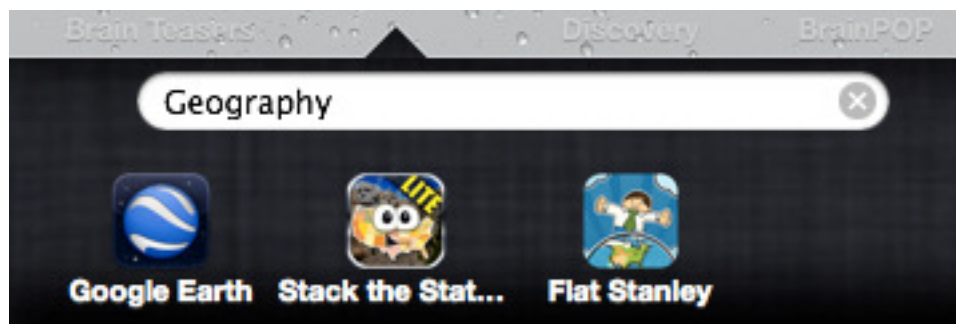 Brain Teasers Discovery BrainPOP
Geography
LITE
Google Earth Stack the Stat... Flat Stanley